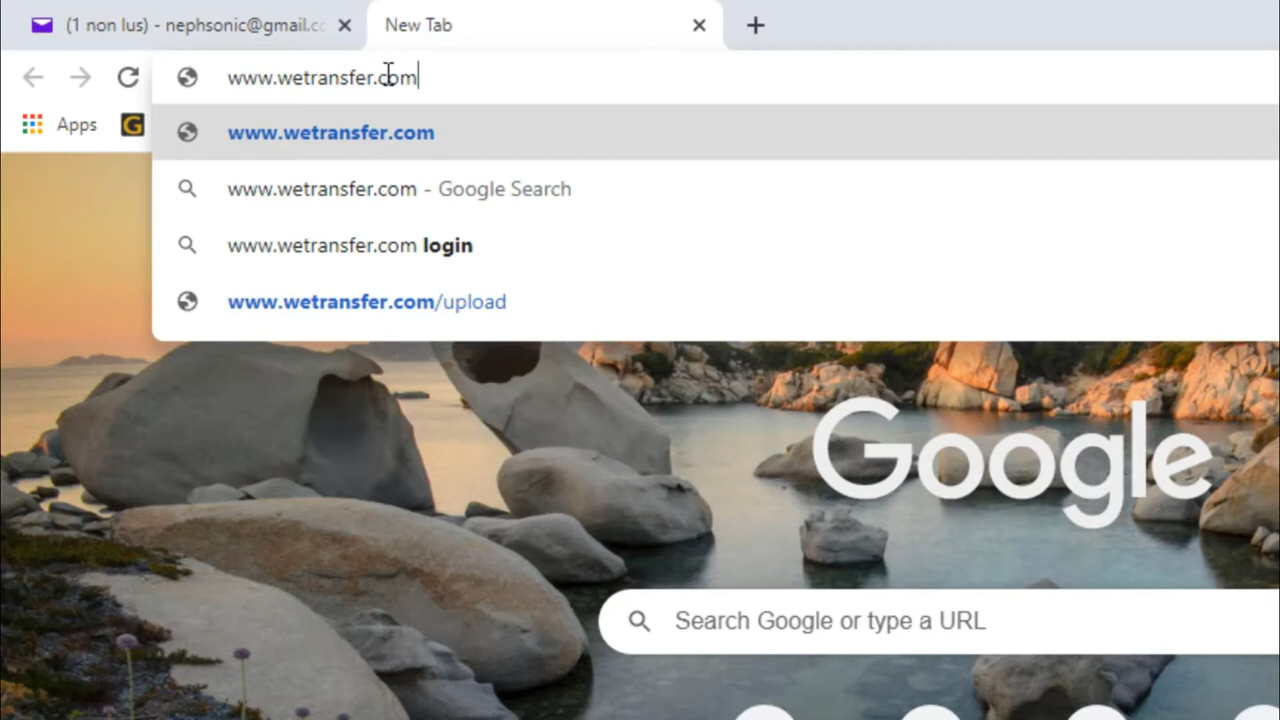 (1 non lus) - nephsonic@gmail.co
New Tab
www.wetransfer.com
Apps
G
www.wetransfer.com
www.wetransfer.com - Google Search
www.wetransfer.com login
www.wetransfer.com/upload
Google
Search Google or type a URL